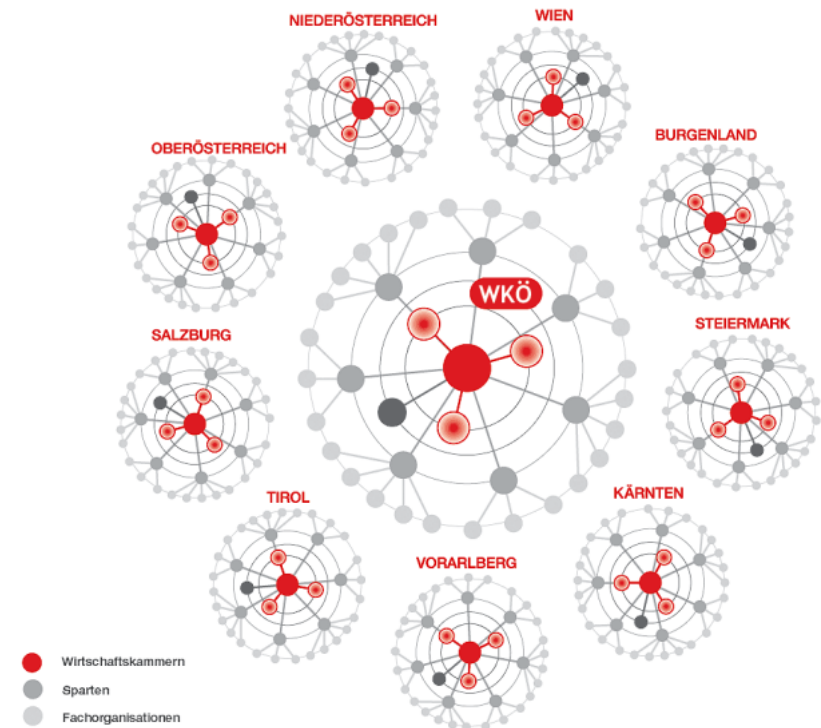 NIEDERÖSTERREICH
WIEN
OBERÖSTERREICH
BURGENLAND
WKÖ
SALZBURG
STEIERMARK
TIROL
KÄRNTEN
VORARLBERG
Wirtschaftskammern
Sparten
Fachorganisationen